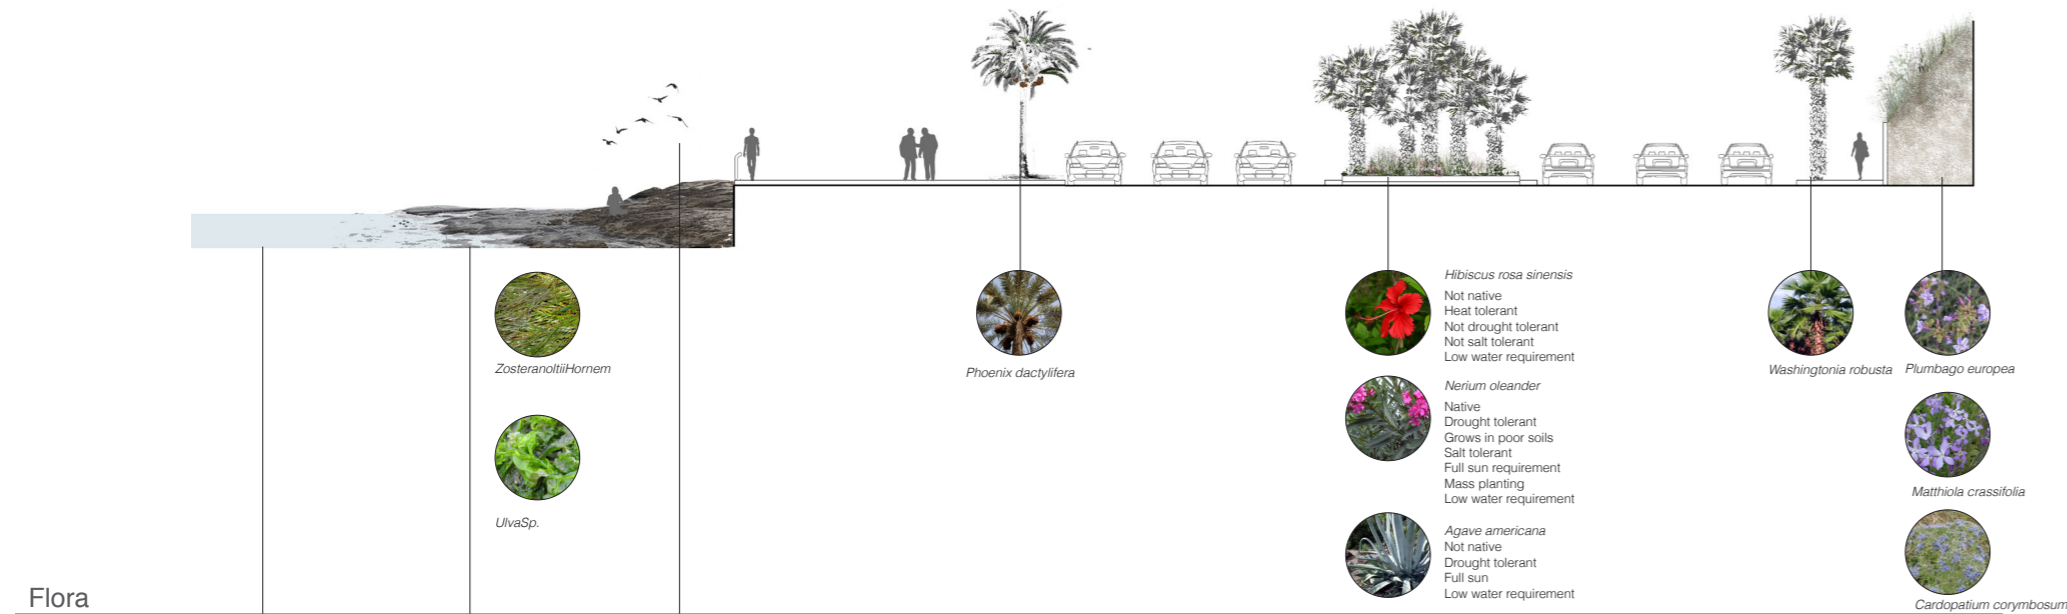 ZosteranoltiiHornem
UlvaSp.
Phoenix dactylifera
Hibiscus rosa sinensis
Not native
Heat tolerant
Not drought tolerant
Not salt tolerant
Low water requirement
Nerium oleander
Native
Drought tolerant
Grows in poor soils
Salt tolerant
Full sun requirement
Mass planting
Low water requirement
Agave americana
Not native
Drought tolerant
Full sun
Low water requirement
Washingtonia robusta
Plumbago europea
Matthiola crassifolia
Cardopatium corymbosum
Flora